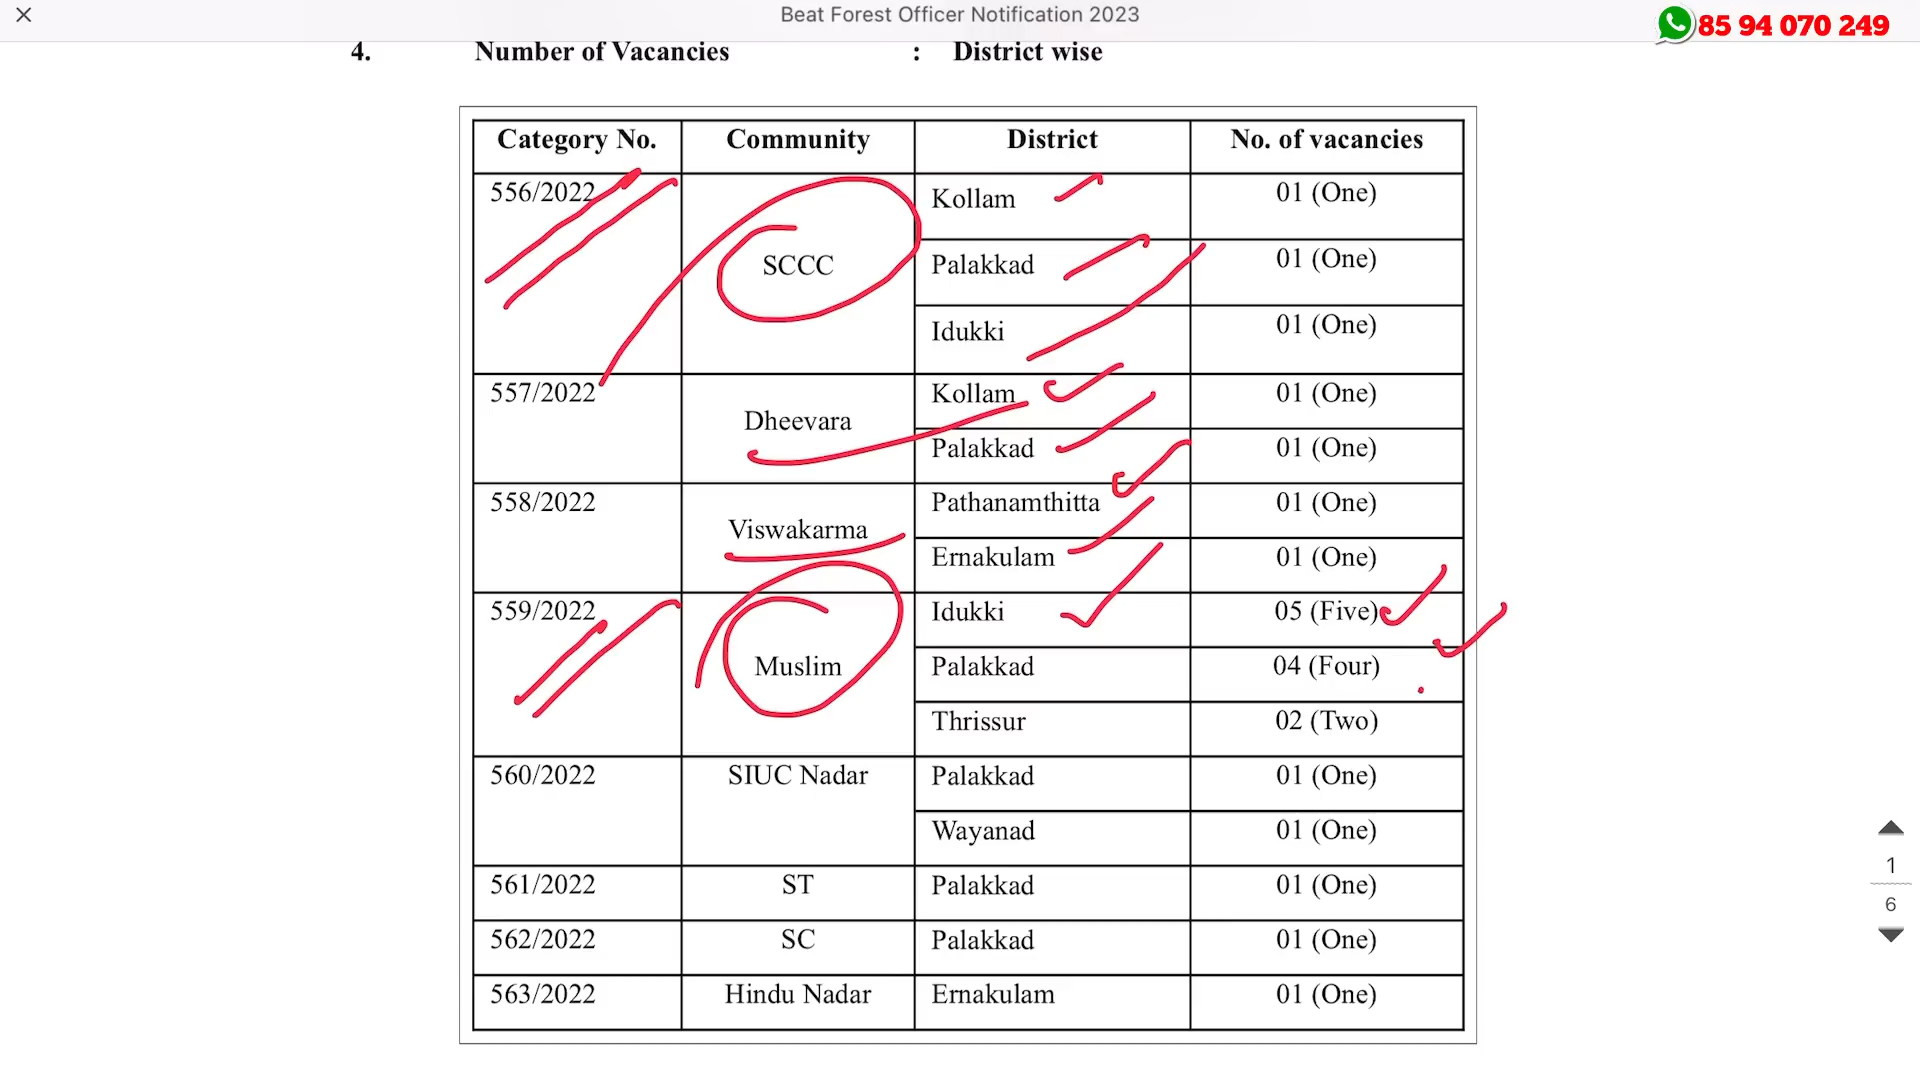 Beat Forest Officer Notification 2023
85 94 070 249
4. Number of Vacancies : District wise
Category No. Community District No. of vacancies
556/2022 SCCC Kollam 01 (One)
Palakkad 01 (One)
Idukki 01 (One)
557/2022 Dheevara Kollam 01 (One)
Palakkad 01 (One)
558/2022 Viswakarma Pathanamthitta 01 (One)
Ernakulam 01 (One)
559/2022 Muslim Idukki 05 (Five)
Palakkad 04 (Four)
Thrissur 02 (Two)
560/2022 SIUC Nadar Palakkad 01 (One)
Wayanad 01 (One)
561/2022 ST Palakkad 01 (One)
562/2022 SC Palakkad 01 (One)
563/2022 Hindu Nadar Ernakulam 01 (One)
1
6